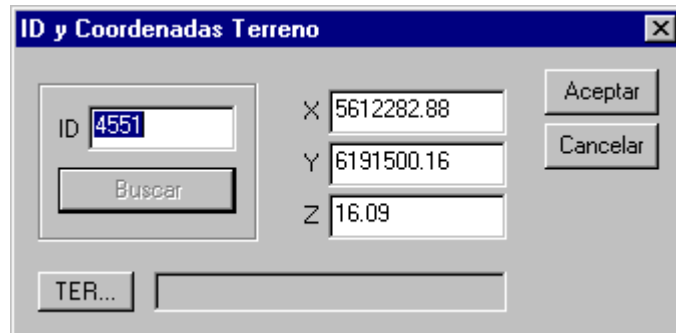 ID y Coordenadas Terreno
ID 4551
Buscar
X 5612282.88
Y 6191500.16
Z 16.09
Aceptar
Cancelar
TER...